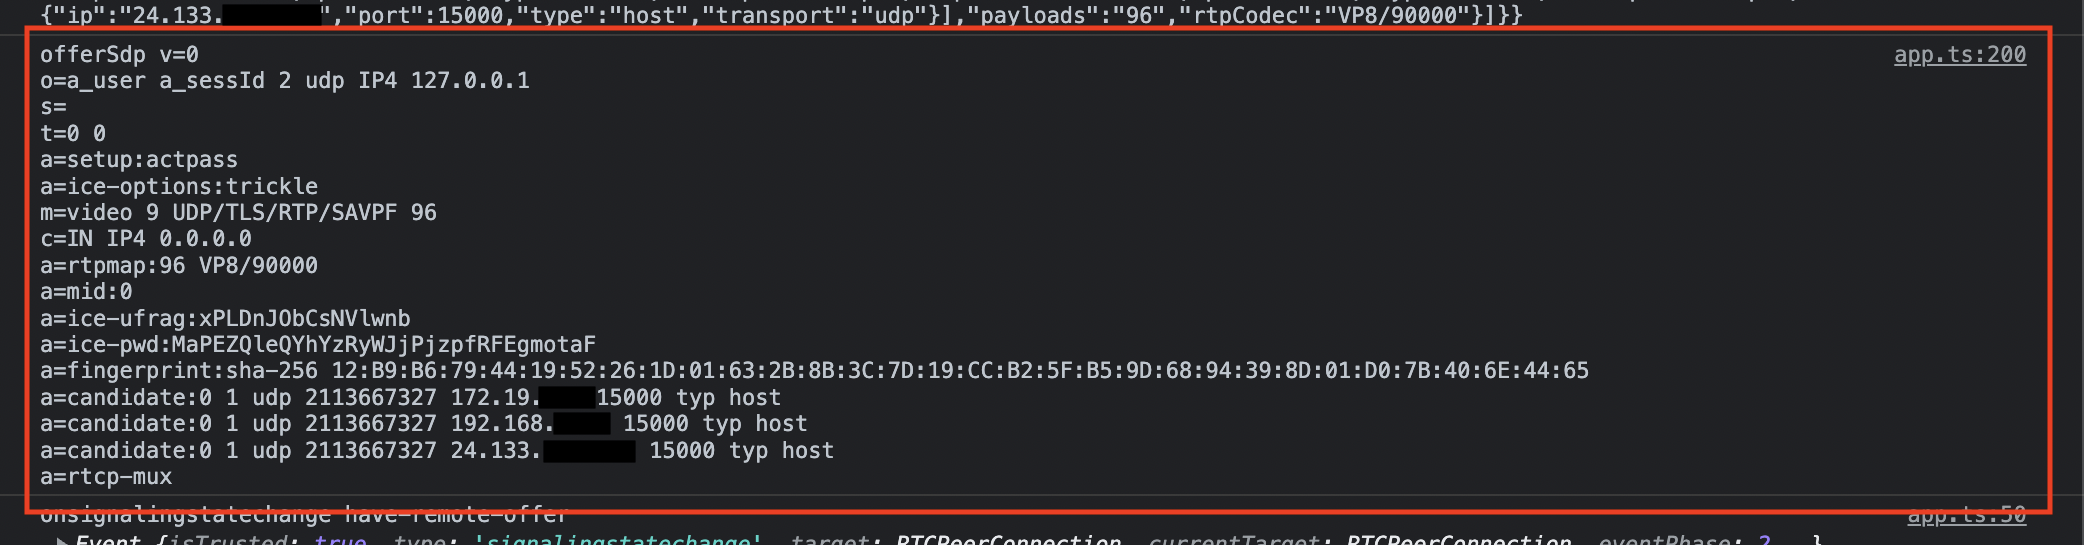 {"ip":"24.133. ","port":15000,"type":"host","transport":"udp"}],"payloads":"96","rtpCodec":"VP8/90000"}]}}
offerSdp v=0 app.ts:200
o=a_user a_sessId 2 udp IP4 127.0.0.1
s=
t=0 0
a=setup:actpass
a=ice-options:trickle
m=video 9 UDP/TLS/RTP/SAVPF 96
c=IN IP4 0.0.0.0
a=rtpmap:96 VP8/90000
a=mid:0
a=ice-ufrag:xPLDnJObCsNVlwnb
a=ice-pwd:MaPEZQleQYhYzRyWJjPjzpfRFEgmotaF
a=fingerprint:sha-256 12:B9:B6:79:44:19:52:26:1D:01:63:2B:8B:3C:7D:19:CC:B2:5F:B5:9D:68:94:39:8D:01:D0:7B:40:6E:44:65
a=candidate:0 1 udp 2113667327 172.19. 15000 typ host
a=candidate:0 1 udp 2113667327 192.168. 15000 typ host
a=candidate:0 1 udp 2113667327 24.133. 15000 typ host
a=rtcp-mux
onsignalingstatechange have-remote-offer app.ts:50
Event {isTrusted: true, type: 'signalingstatechange', target: RTCPeerConnection, currentTarget: RTCPeerConnection, eventPhase: 2, …}